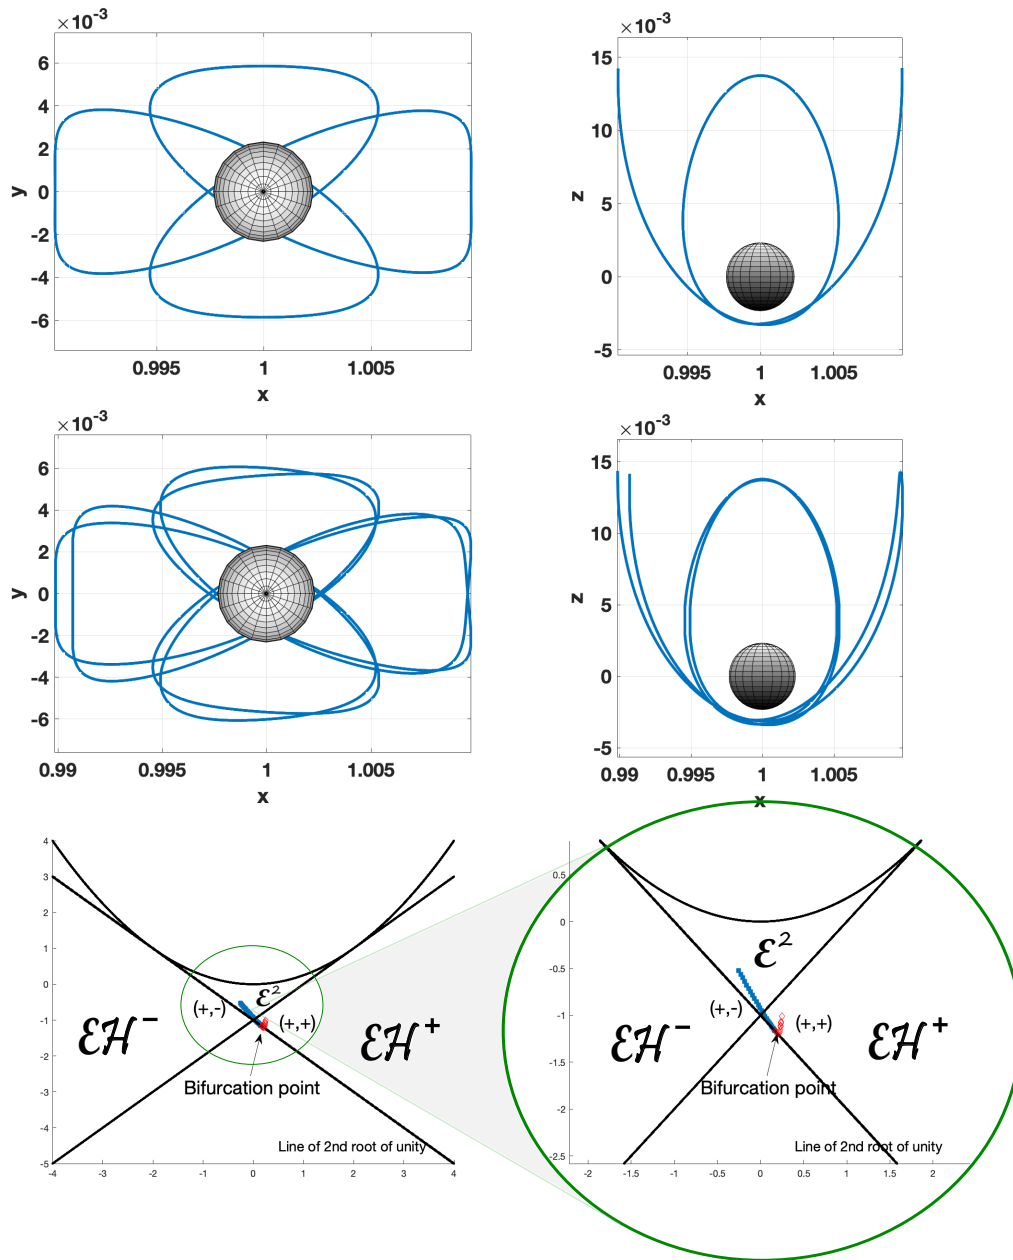 ×10-3
6
4
2
0
-2
-4
-6
y
0.995 1 1.005
x
×10-3
15
10
5
0
-5
z
0.995 1 1.005
x
×10-3
6
4
2
0
-2
-4
-6
y
0.99 0.995 1 1.005
x
×10-3
15
10
5
0
-5
z
0.99 0.995 1 1.005
x
4
3
2
1
0
-1
-2
-3
-4
-5
-4 -3 -2 -1 0 1 2 3 4
ℰ2
(+,-)
(+,+)
ℰℋ- ℰℋ+
Bifurcation point
Line of 2nd root of unity
0.5
0
-0.5
-1
-1.5
-2
-2.5
-2 -1.5 -1 -0.5 0 0.5 1 1.5 2
ℰ2
(+,-)
(+,+)
ℰℋ- ℰℋ+
Bifurcation point
Line of 2nd root of unity